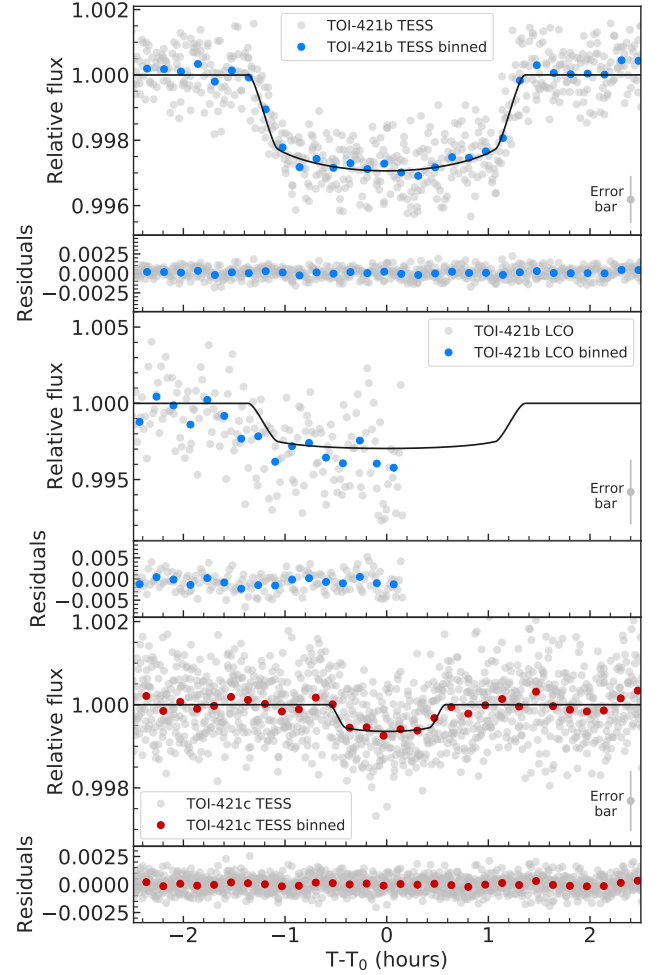 1.002
1.000
0.998
0.996
Relative flux
TOI-421b TESS
TOI-421b TESS binned
Error
bar
0.0025
0.0000
−0.0025
Residuals
1.005
1.000
0.995
Relative flux
TOI-421b LCO
TOI-421b LCO binned
Error
bar
0.005
0.000
−0.005
Residuals
1.002
1.000
0.998
Relative flux
TOI-421c TESS
TOI-421c TESS binned
Error
bar
0.0025
0.0000
−0.0025
Residuals
−2 −1 0 1 2
T-T₀ (hours)